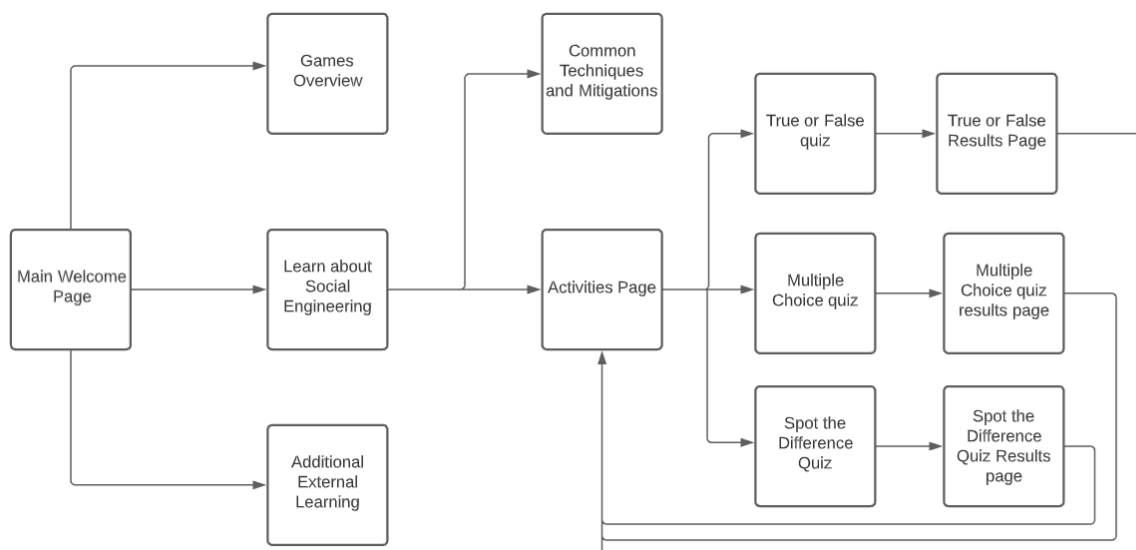 Games
Overview
Common
Techniques
and Mitigations
True or False
quiz
True or False
Results Page
Main Welcome
Page
Learn about
Social
Engineering
Activities Page
Multiple
Choice quiz
Multiple
Choice quiz
results page
Spot the
Difference
Quiz
Spot the
Difference
Quiz Results
page
Additional
External
Learning